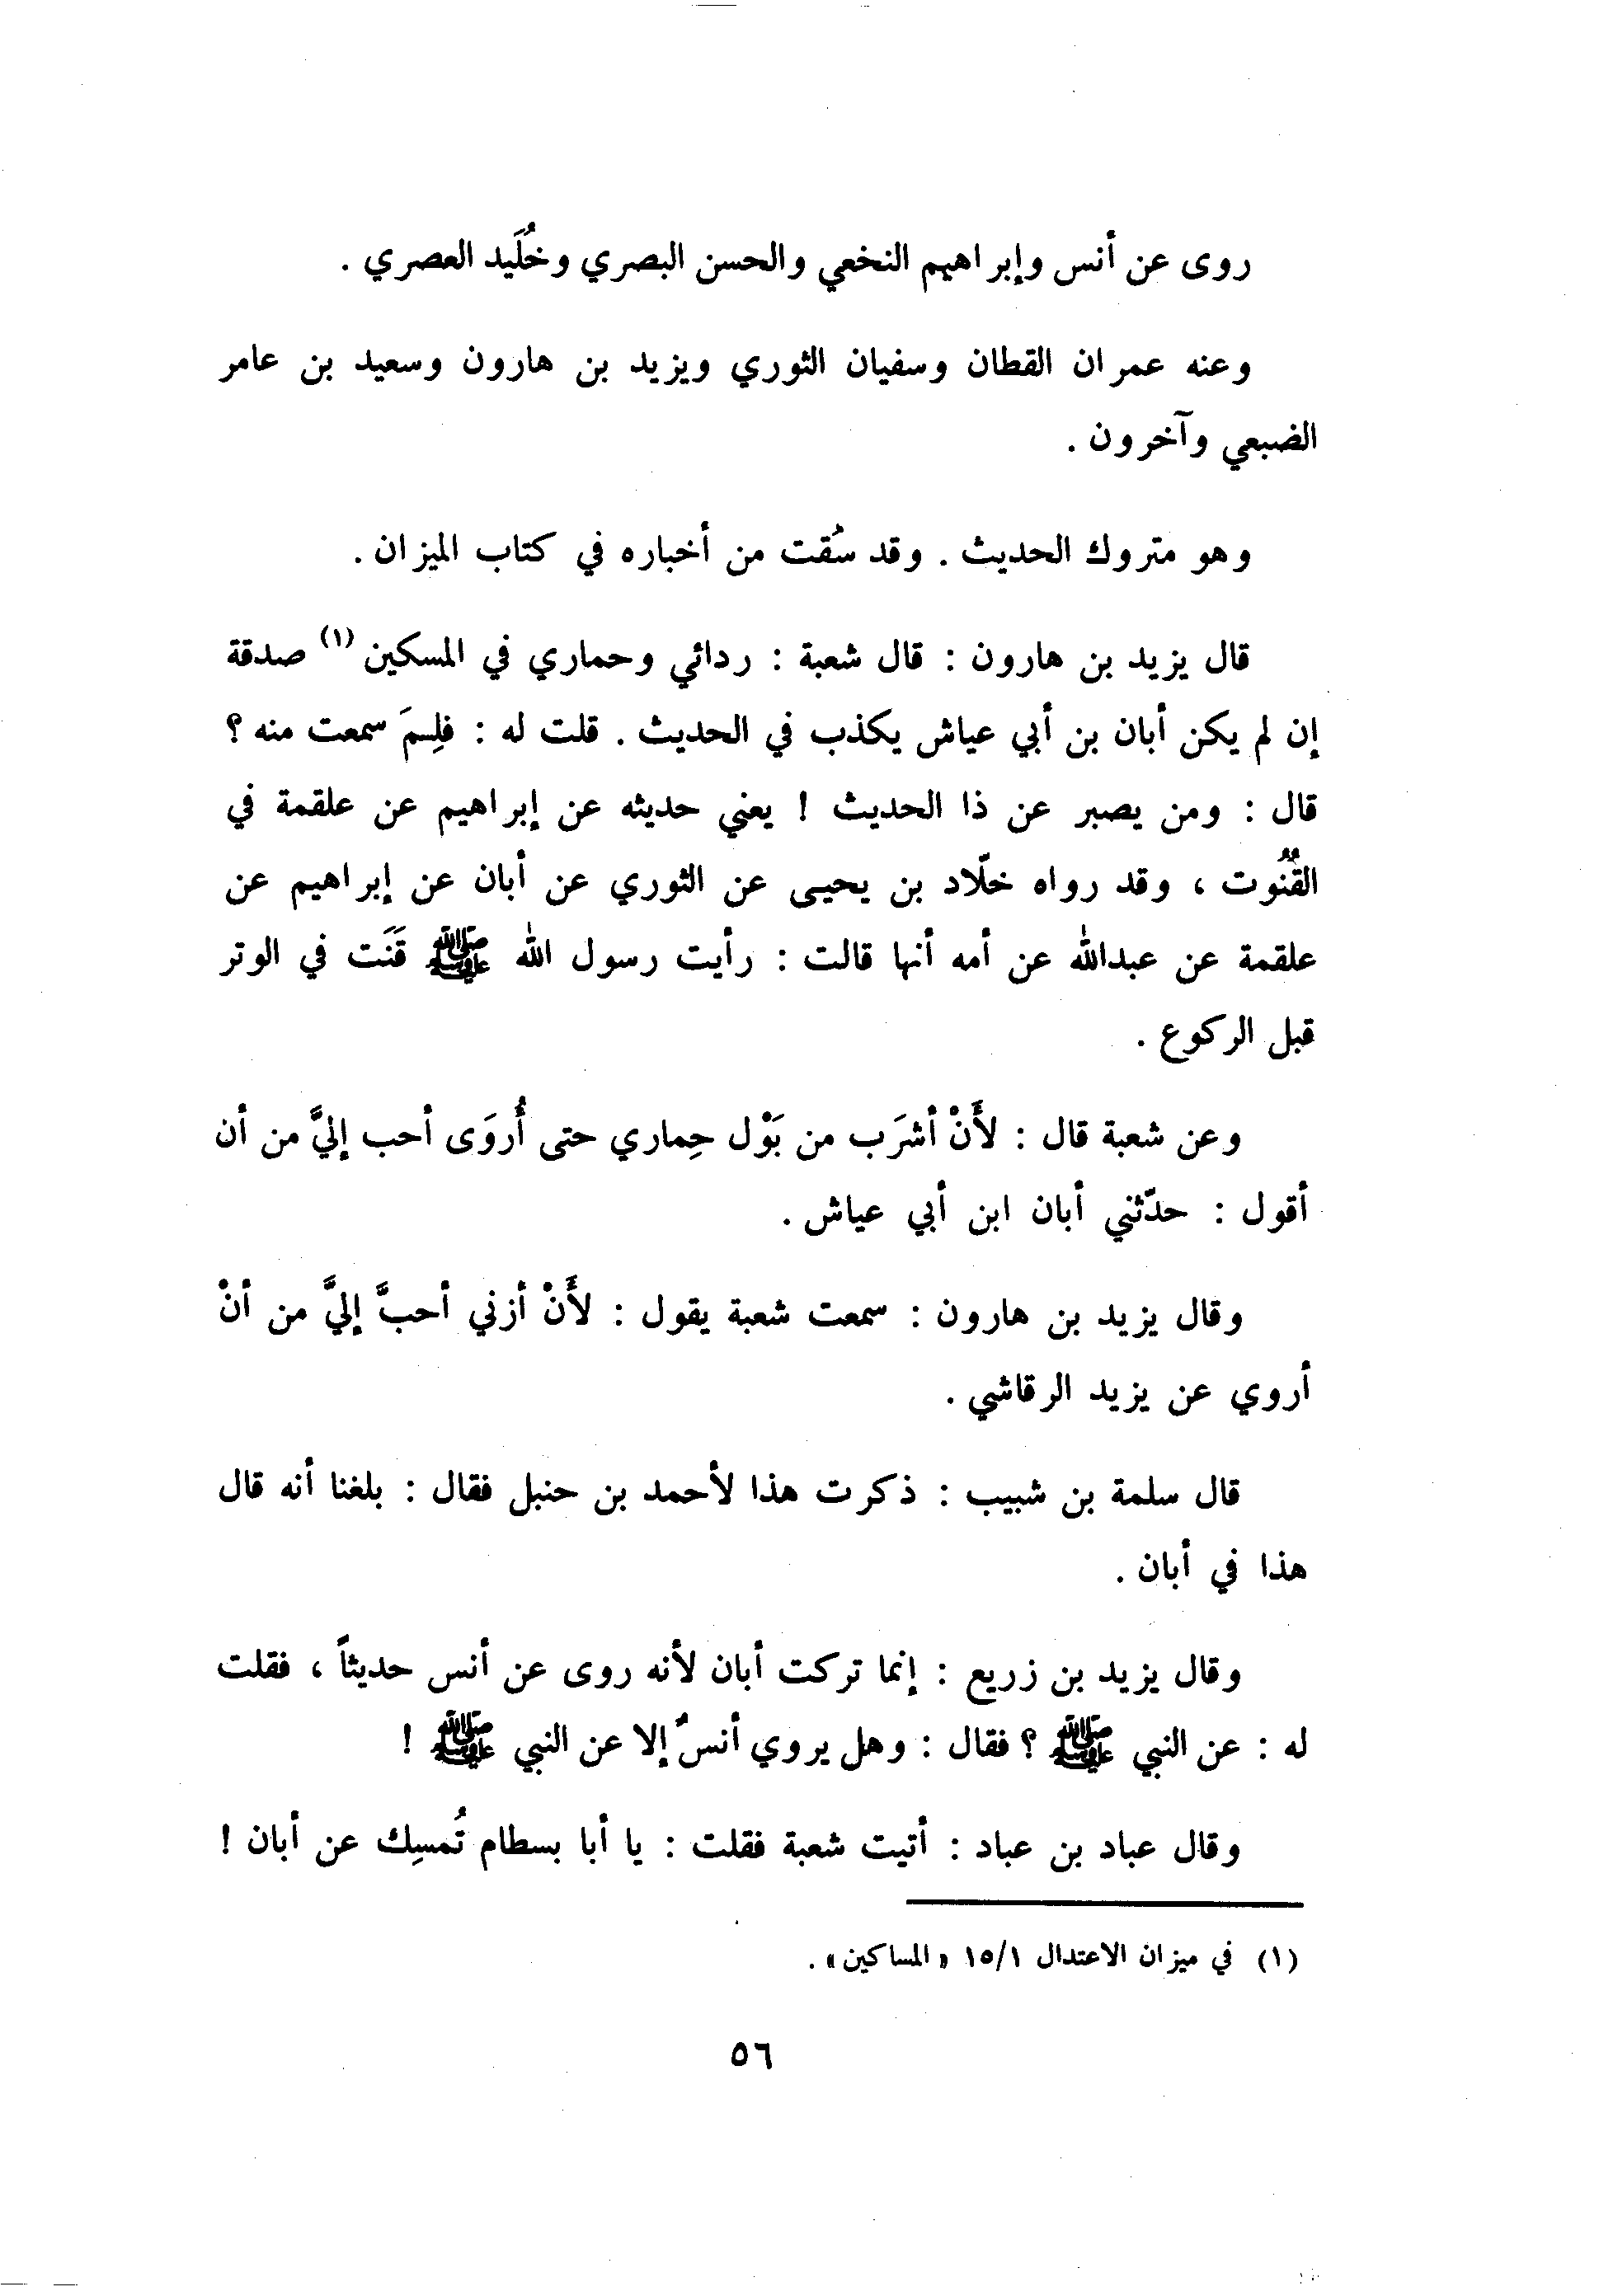 روى عن أنس وإبراهيم النخعي والحسن البصري وخُلَيد العصري .
وعنه عمران القطان وسفيان الثوري ويزيد بن هارون وسعيد بن عامر
الضبعي وآخرون .
وهو متروك الحديث . وقد سُقت من أخباره في كتاب الميزان .
قال يزيد بن هارون : قال شعبة : ردائي وحماري في المسكين (١) صدقة
إن لم يكن أبان بن أبي عياش يكذب في الحديث . قلت له : فلِمَ سمعت منه ؟
قال : ومن يصبر عن ذا الحديث ! يعني حديثه عن إبراهيم عن علقمة في
القُنُوت ، وقد رواه خلّاد بن يحيى عن الثوري عن أبان عن إبراهيم عن
علقمة عن عبدالله عن أمه أنها قالت : رأيت رسول الله ﷺ قَنَت في الوتر
قبل الركوع .
وعن شعبة قال : لأَنْ أشرَب من بَوْل حِماري حتى أُروَى أحب إليَّ من أن
أقول : حدّثني أبان ابن أبي عياش .
وقال يزيد بن هارون : سمعت شعبة يقول : لأَنْ أزني أحبَّ إليَّ من أنْ
أروي عن يزيد الرقاشي .
قال سلمة بن شبيب : ذكرت هذا لأحمد بن حنبل فقال : بلغنا أنه قال
هذا في أبان .
وقال يزيد بن زريع : إنما تركت أبان لأنه روى عن أنس حديثاً ، فقلت
له : عن النبي ﷺ ؟ فقال : وهل يروي أنسٌ إلا عن النبي ﷺ !
وقال عباد بن عباد : أتيت شعبة فقلت : يا أبا بسطام تُمسِك عن أبان !
(١) في ميزان الاعتدال ١٥/١ «المساكين» .
٥٦